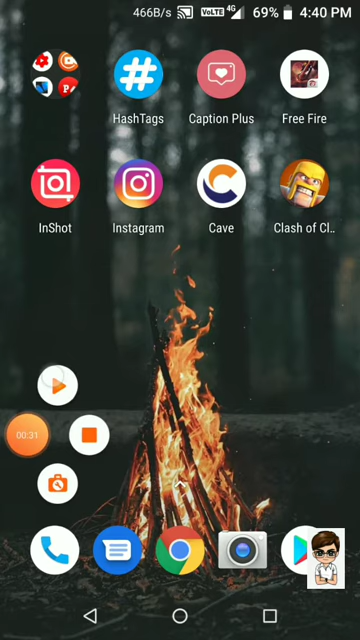 466B/s VoLTE 4G 69% 4:40 PM
HashTags Caption Plus Free Fire
InShot Instagram Cave Clash of Cl..
00:31